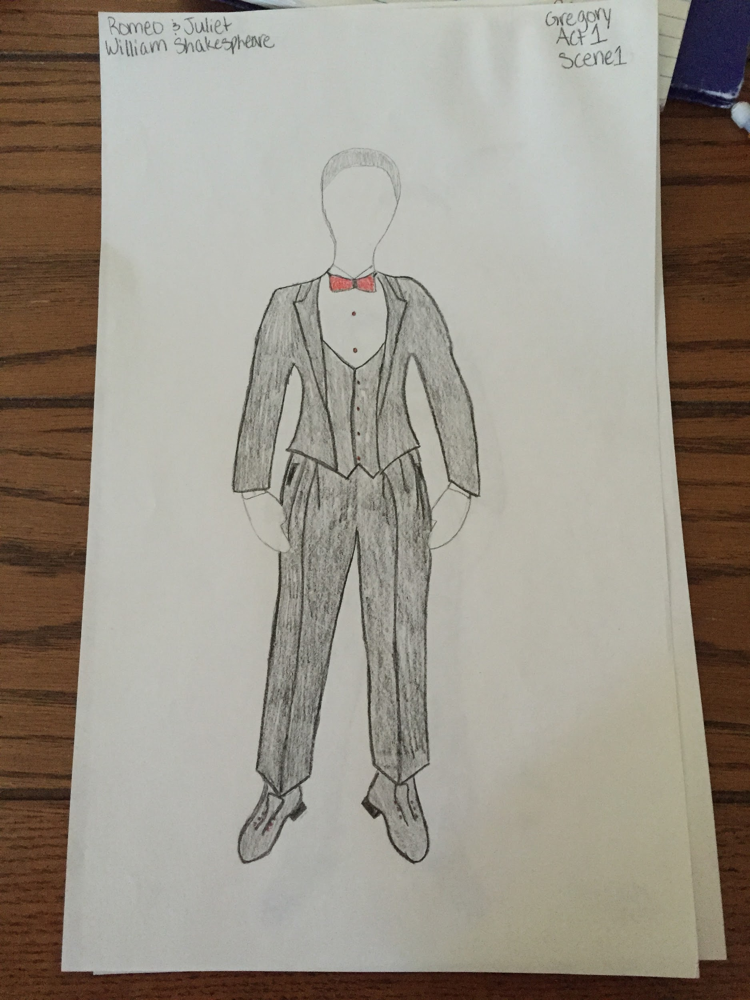 Romeo & Juliet
William Shakespheare
Gregory
Act 1
Scene1